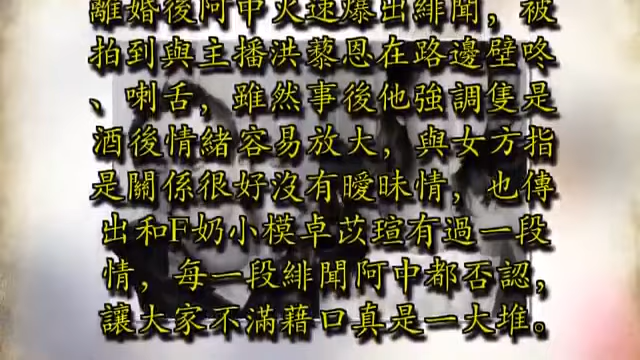 離婚後阿中火速爆出緋聞，被
拍到與主播洪藜恩在路邊壁咚
、喇舌，雖然事後他強調隻是
酒後情緒容易放大，與女方指
是關係很好沒有曖昧情，也傳
出和F奶小模卓苡瑄有過一段
情，每一段緋聞阿中都否認，
讓大家不滿藉口真是一大堆。